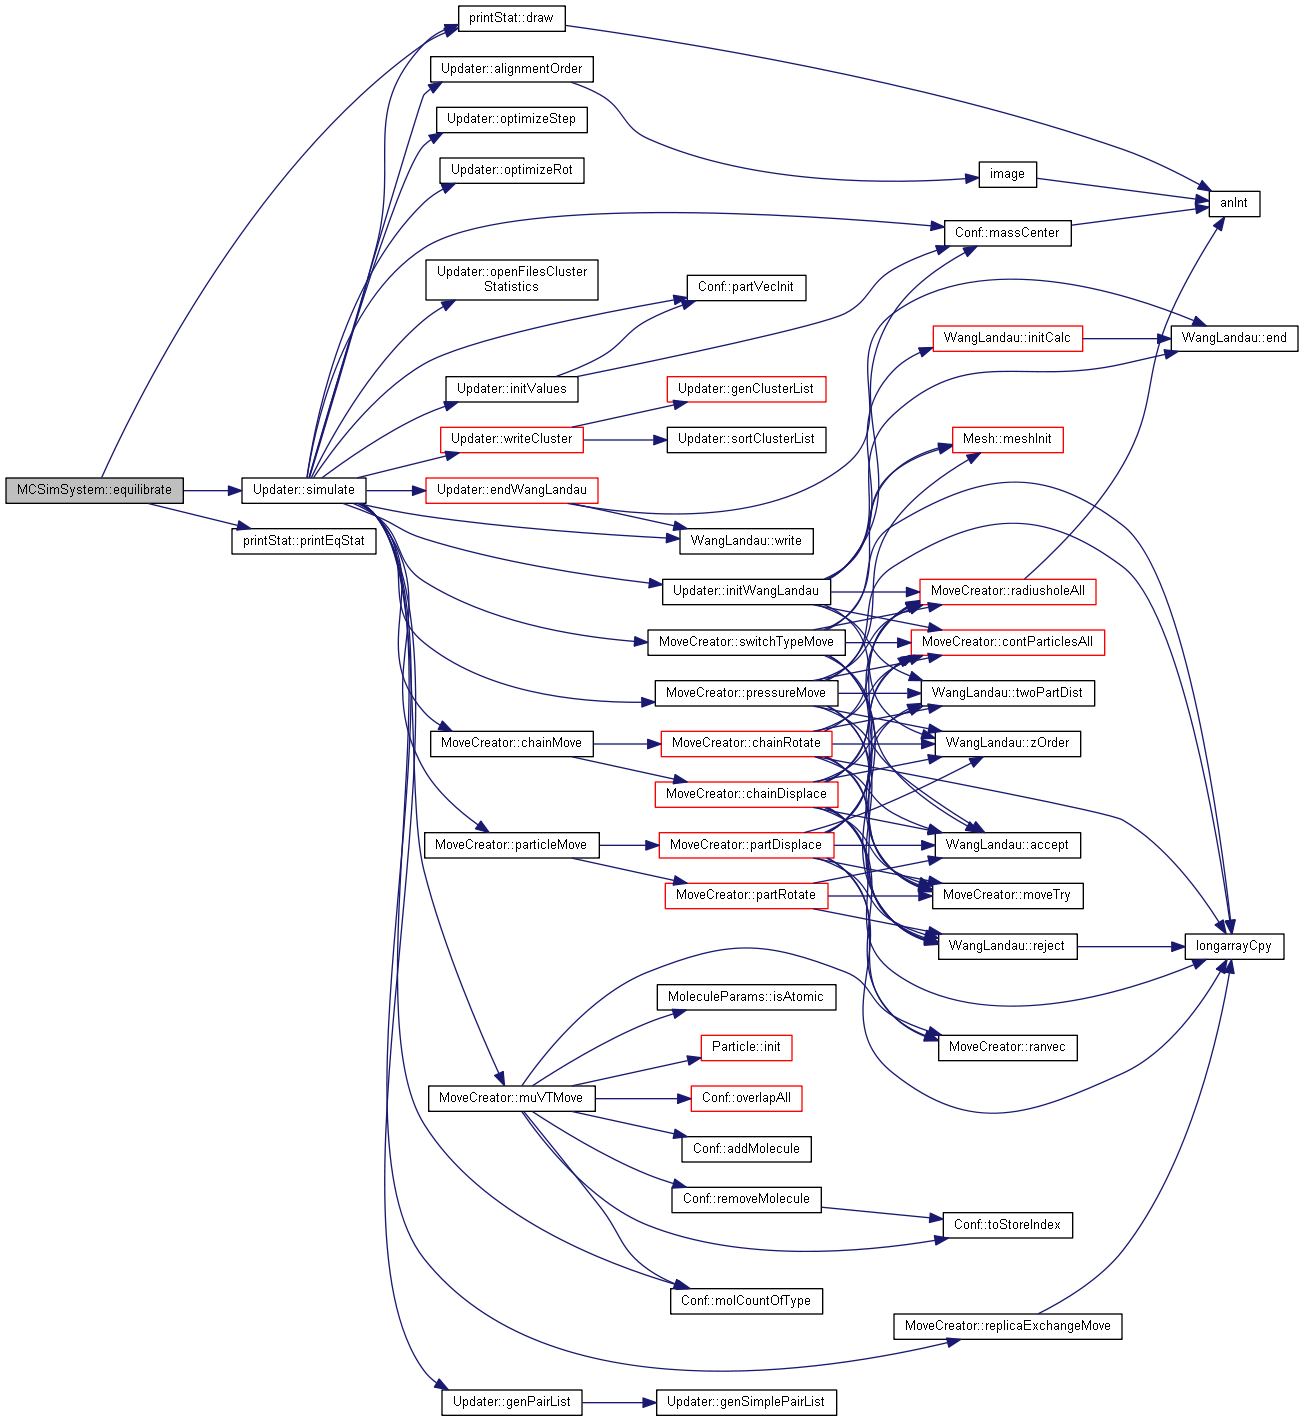 printStat::draw
Updater::alignmentOrder
Updater::optimizeStep
Updater::optimizeRot
image
anInt
Conf::massCenter
Updater::openFilesCluster
Statistics
Conf::partVecInit
WangLandau::initCalc
WangLandau::end
Updater::initValues
Updater::genClusterList
Updater::writeCluster
Updater::sortClusterList
Mesh::meshInit
MCSimSystem::equilibrate
Updater::simulate
Updater::endWangLandau
printStat::printEqStat
WangLandau::write
Updater::initWangLandau
MoveCreator::radiusholeAll
MoveCreator::switchTypeMove
MoveCreator::contParticlesAll
MoveCreator::pressureMove
WangLandau::twoPartDist
MoveCreator::chainMove
MoveCreator::chainRotate
WangLandau::zOrder
MoveCreator::chainDisplace
MoveCreator::particleMove
MoveCreator::partDisplace
WangLandau::accept
MoveCreator::partRotate
MoveCreator::moveTry
WangLandau::reject
longarrayCpy
MoleculeParams::isAtomic
Particle::init
MoveCreator::ranvec
MoveCreator::muVTMove
Conf::overlapAll
Conf::addMolecule
Conf::removeMolecule
Conf::toStoreIndex
Conf::molCountOfType
MoveCreator::replicaExchangeMove
Updater::genPairList
Updater::genSimplePairList